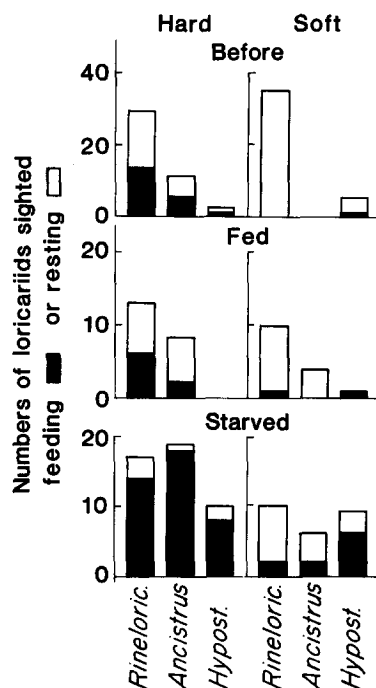 Hard Soft
Before
Numbers of loricariids sighted
feeding or resting
40
20
0
Fed
20
10
0
Starved
20
10
0
Rineloric.
Ancistrus
Hypost.
Rineloric.
Ancistrus
Hypost.